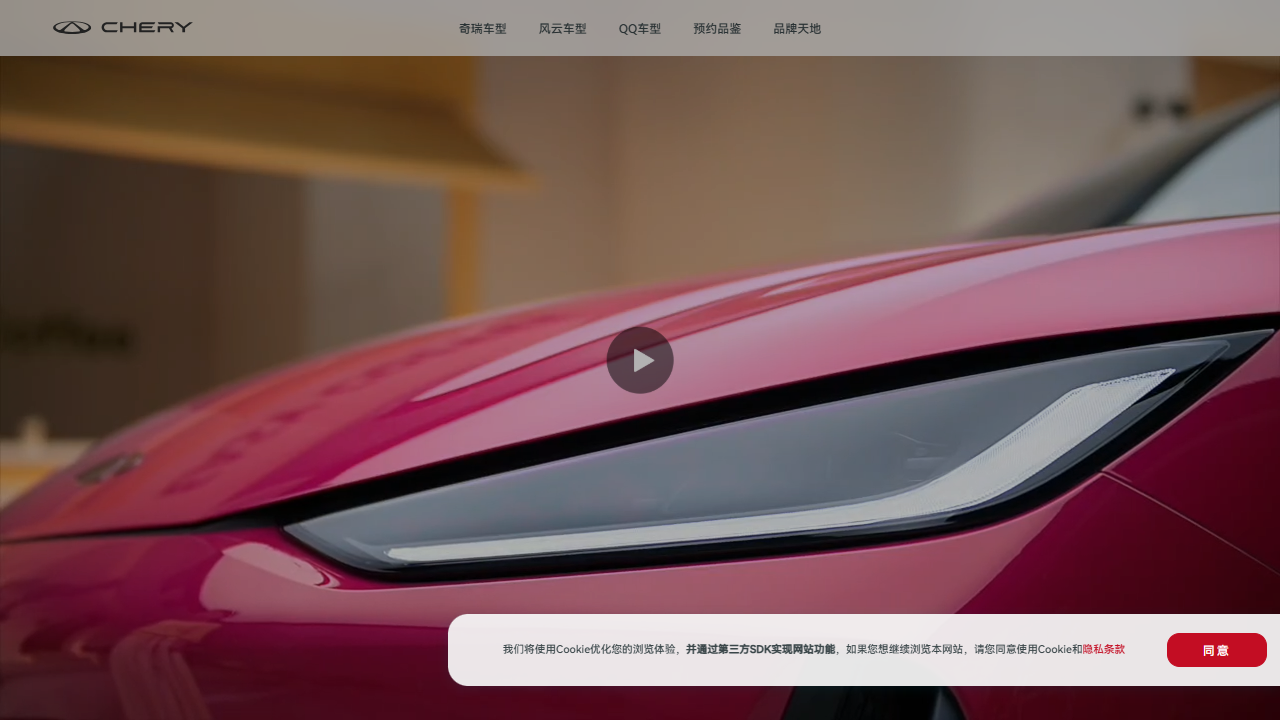 CHERY
奇瑞车型
风云车型
QQ车型
预约品鉴
品牌天地
我们将使用Cookie优化您的浏览体验，并通过第三方SDK实现网站功能，如果您想继续浏览本网站，请您同意使用Cookie和隐私条款
同意